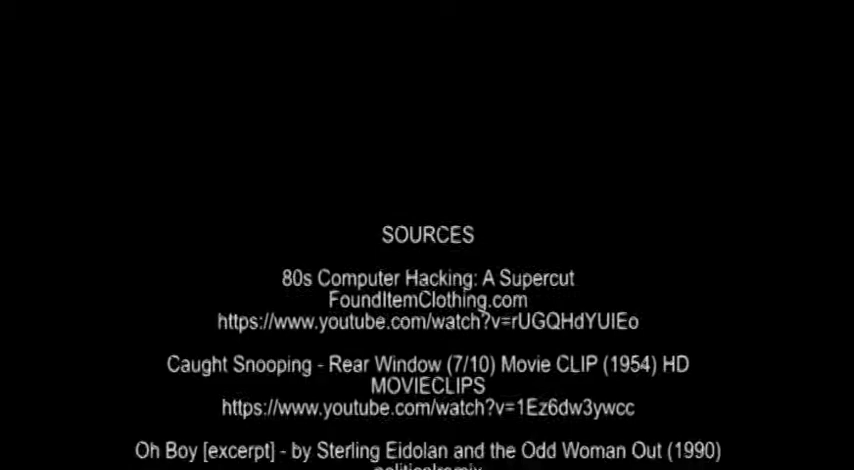 SOURCES
80s Computer Hacking: A Supercut
FoundItemClothing.com
https://www.youtube.com/watch?v=rUGQHdYUIEo
Caught Snooping - Rear Window (7/10) Movie CLIP (1954) HD
MOVIECLIPS
https://www.youtube.com/watch?v=1Ez6dw3ywcc
Oh Boy [excerpt] - by Sterling Eidolan and the Odd Woman Out (1990)
politicalremix